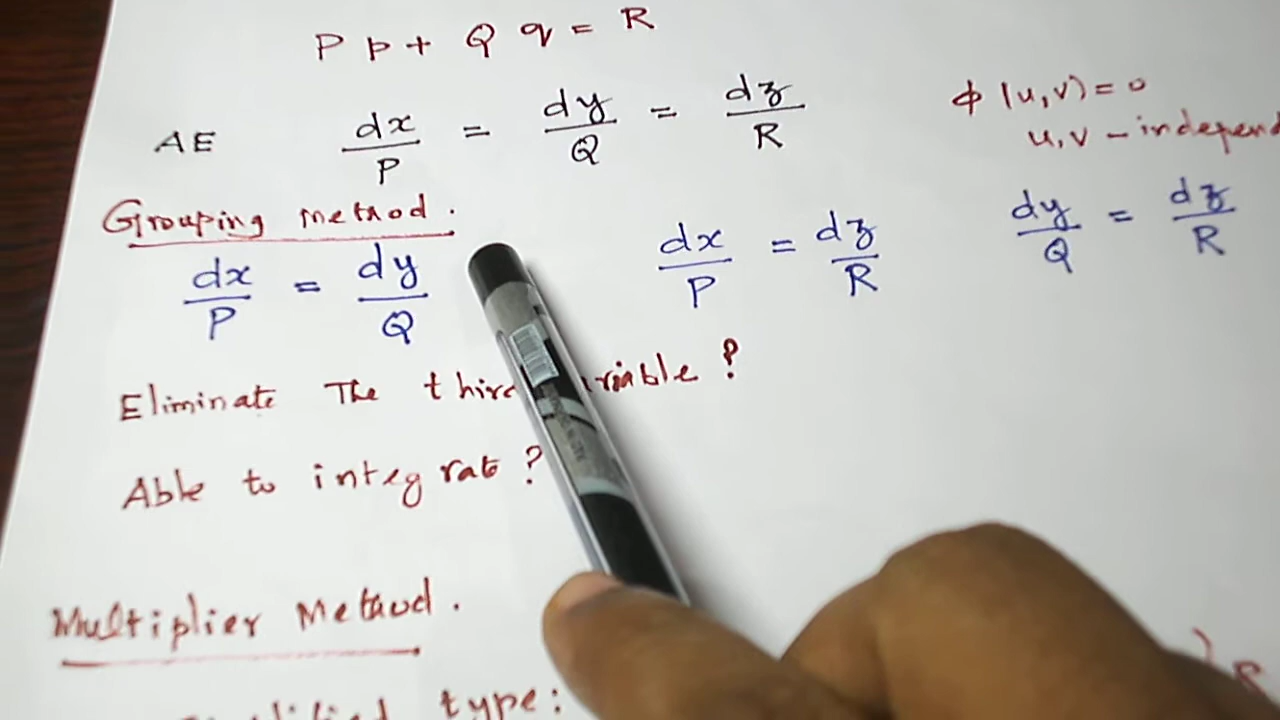 P p + Q q = R
AE dx/P = dy/Q = dz/R
ϕ (u,v) = 0
u, v - independ
Grouping method.
dx/P = dy/Q
dx/P = dz/R
dy/Q = dz/R
Eliminate The third ?
Able to integrate ?
Multiplier Method.
type: